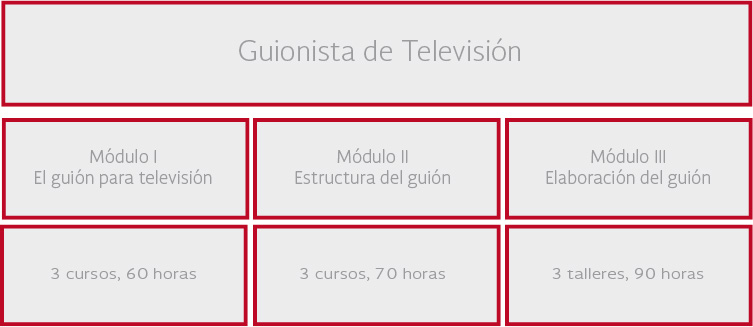 Guionista de Televisión
Módulo I
El guión para televisión
Módulo II
Estructura del guión
Módulo III
Elaboración del guión
3 cursos, 60 horas
3 cursos, 70 horas
3 talleres, 90 horas